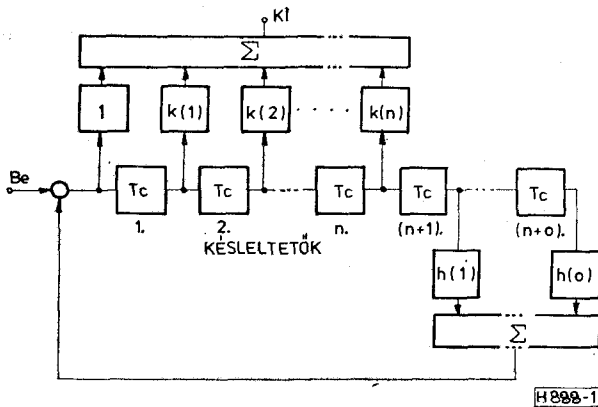 Ki
Σ
1 k(1) k(2) k(n)
Be
Tc Tc Tc Tc Tc
1. 2. n. (n+1). (n+o).
KÉSLELTETŐK
h(1) h(o)
Σ
H888-1